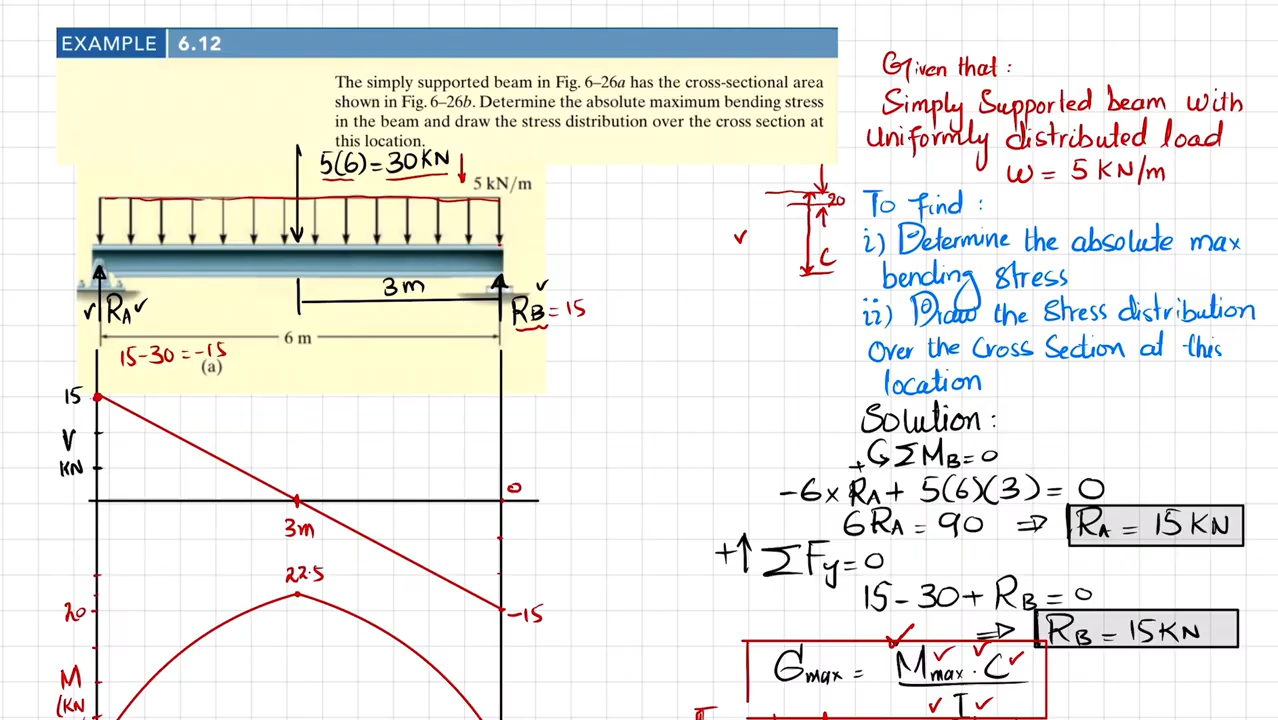 EXAMPLE 6.12
The simply supported beam in Fig. 6–26a has the cross-sectional area
shown in Fig. 6–26b. Determine the absolute maximum bending stress
in the beam and draw the stress distribution over the cross section at
this location.
5(6) = 30 KN
5 kN/m
3m
RA
RB = 15
6 m
15-30 = -15
(a)
15
V
KN
0
3m
22.5
20
-15
M
(KN
20
C
Given that :
Simply Supported beam with
Uniformly distributed load
w = 5 KN/m
To find :
i) Determine the absolute max
bending stress
ii) Draw the Stress distribution
Over the Cross Section at this
location
Solution :
+ ΣMB = 0
-6 x RA + 5(6)(3) = 0
6RA = 90 ⇒ RA = 15 KN
+↑ ΣFy = 0
15 - 30 + RB = 0
⇒ RB = 15KN
σmax = Mmax . C
I